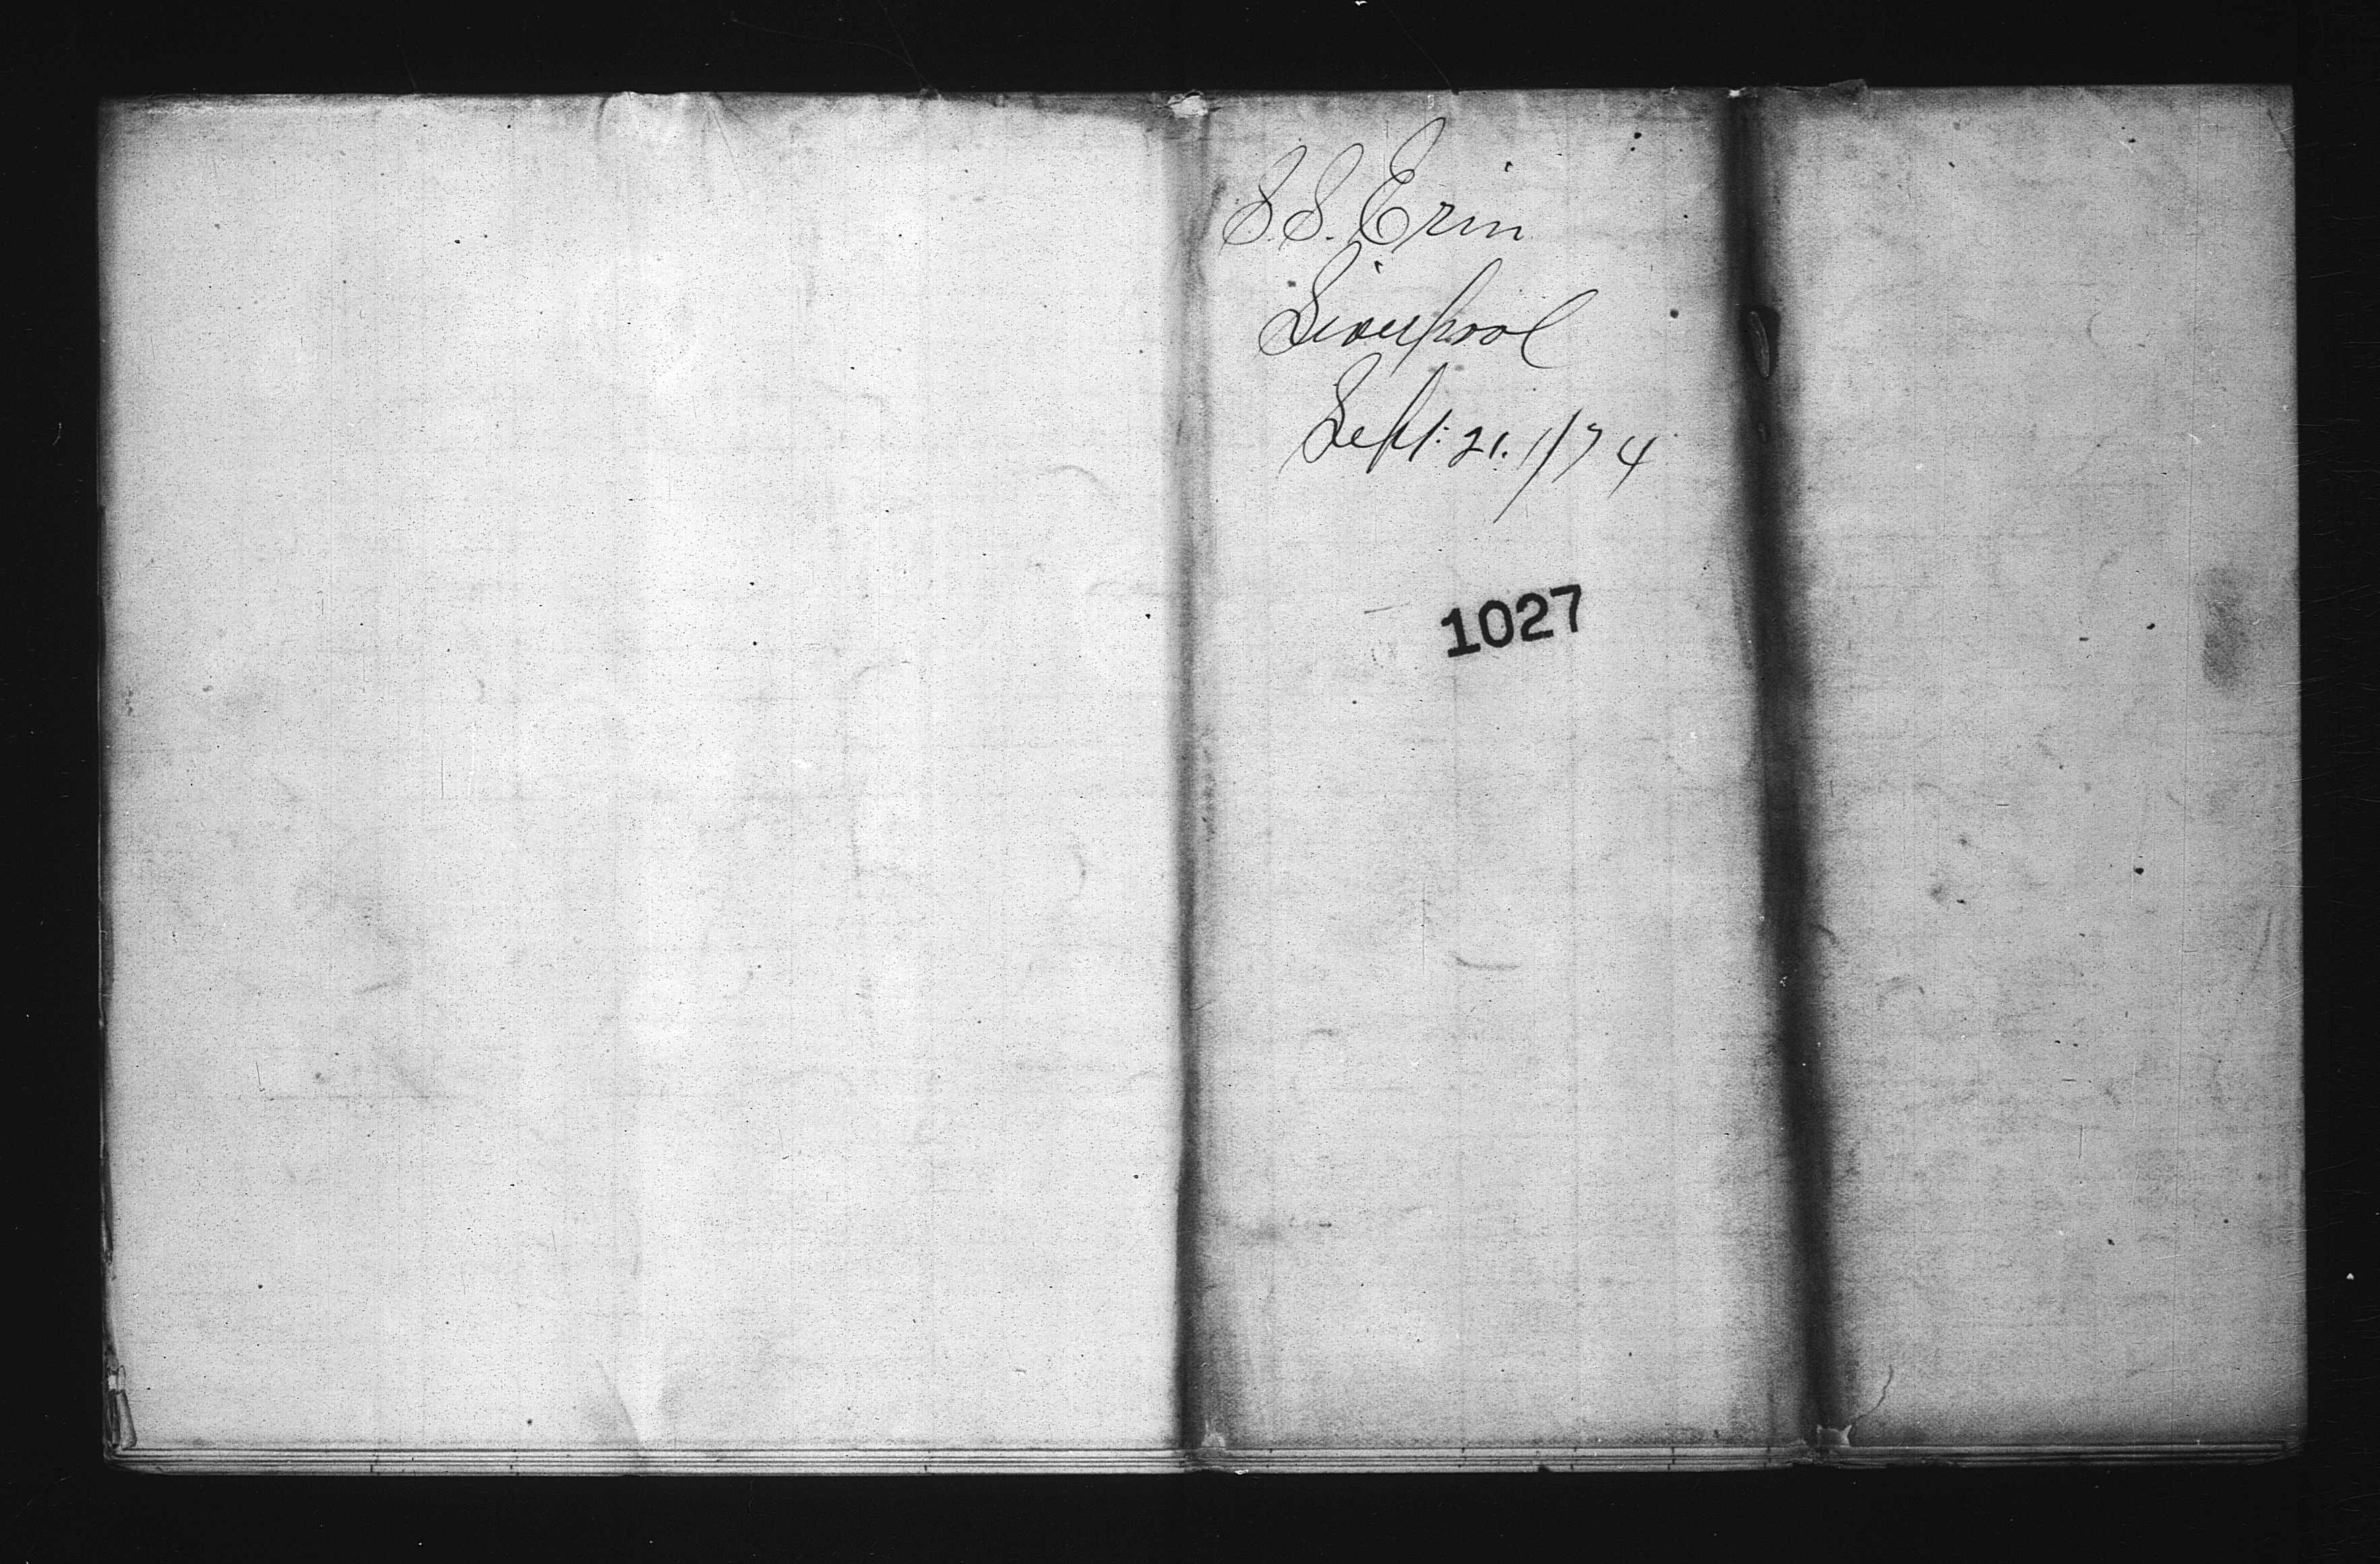 S.S. Erin
Liverpool
Sept: 21. //74
1027